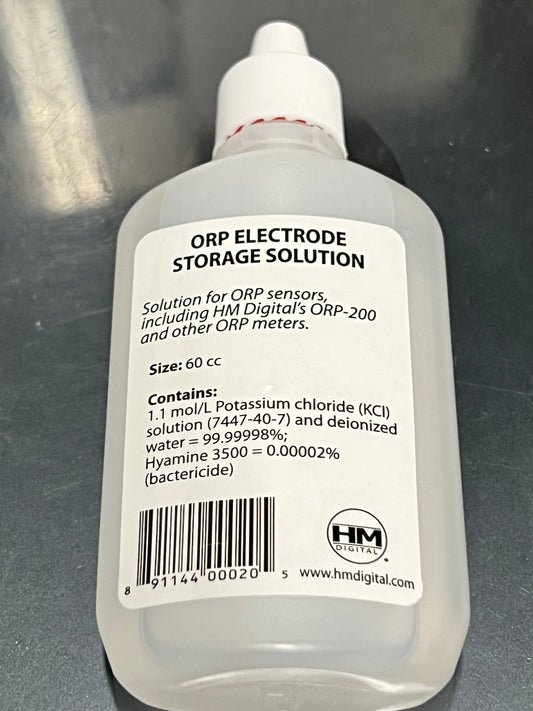 ORP ELECTRODE
STORAGE SOLUTION
Solution for ORP sensors,
including HM Digital's ORP-200
and other ORP meters.
Size: 60 cc
Contains:
1.1 mol/L Potassium chloride (KCl)
solution (7447-40-7) and deionized
water = 99.99998%;
Hyamine 3500 = 0.00002%
(bactericide)
HM
DIGITAL
8 91144 00020 5
www.hmdigital.com